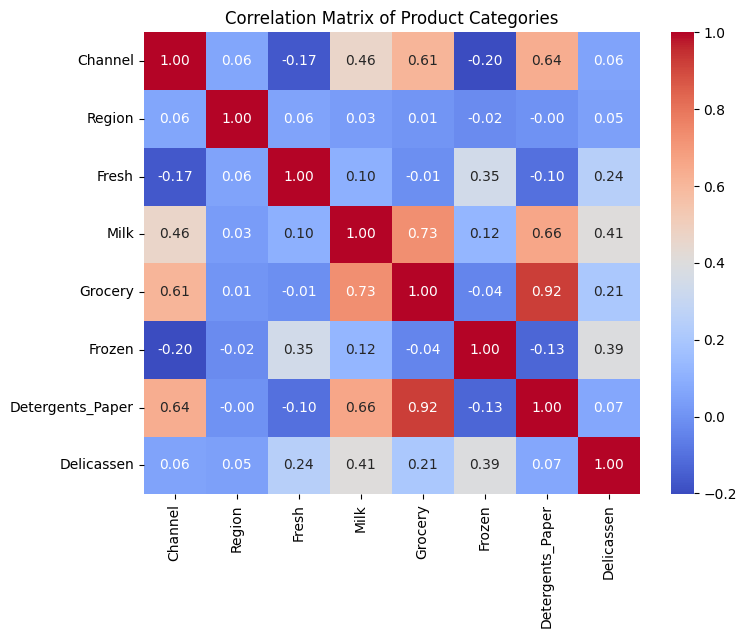 Correlation Matrix of Product Categories
Channel 1.00 0.06 -0.17 0.46 0.61 -0.20 0.64 0.06
Region 0.06 1.00 0.06 0.03 0.01 -0.02 -0.00 0.05
Fresh -0.17 0.06 1.00 0.10 -0.01 0.35 -0.10 0.24
Milk 0.46 0.03 0.10 1.00 0.73 0.12 0.66 0.41
Grocery 0.61 0.01 -0.01 0.73 1.00 -0.04 0.92 0.21
Frozen -0.20 -0.02 0.35 0.12 -0.04 1.00 -0.13 0.39
Detergents_Paper 0.64 -0.00 -0.10 0.66 0.92 -0.13 1.00 0.07
Delicassen 0.06 0.05 0.24 0.41 0.21 0.39 0.07 1.00
Channel Region Fresh Milk Grocery Frozen Detergents_Paper Delicassen
1.0
0.8
0.6
0.4
0.2
0.0
−0.2